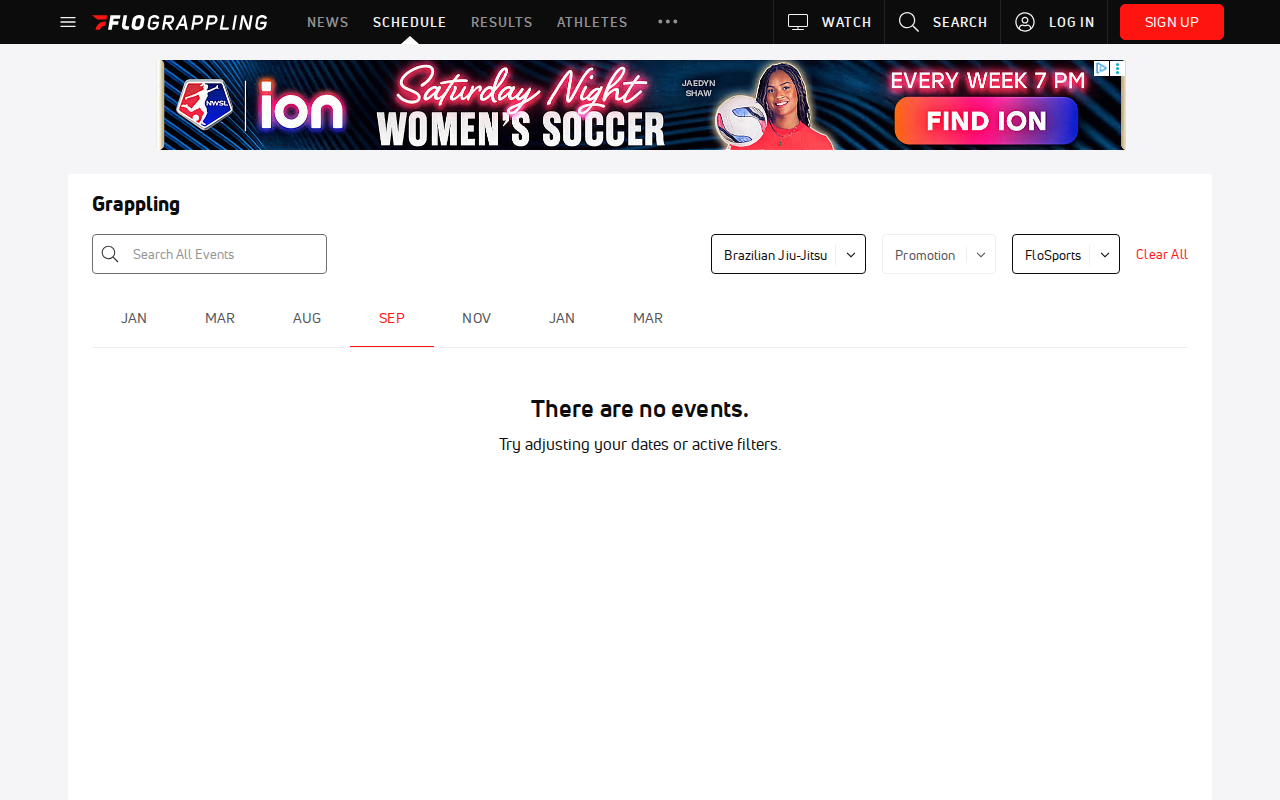 FLOGRAPPLING NEWS SCHEDULE RESULTS ATHLETES WATCH SEARCH LOG IN SIGN UP
NWSL ion Saturday Night WOMEN'S SOCCER
JAEDYN SHAW
EVERY WEEK 7 PM
FIND ION
Grappling
Search All Events Brazilian Jiu-Jitsu Promotion FloSports Clear All
JAN MAR AUG SEP NOV JAN MAR
There are no events.
Try adjusting your dates or active filters.